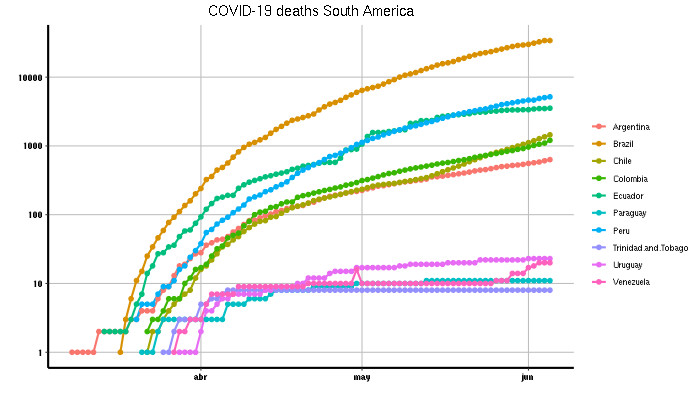 COVID-19 deaths South America
10000
1000
100
10
1
abr
may
jun
Argentina
Brazil
Chile
Colombia
Ecuador
Paraguay
Peru
Trinidad.and.Tobago
Uruguay
Venezuela